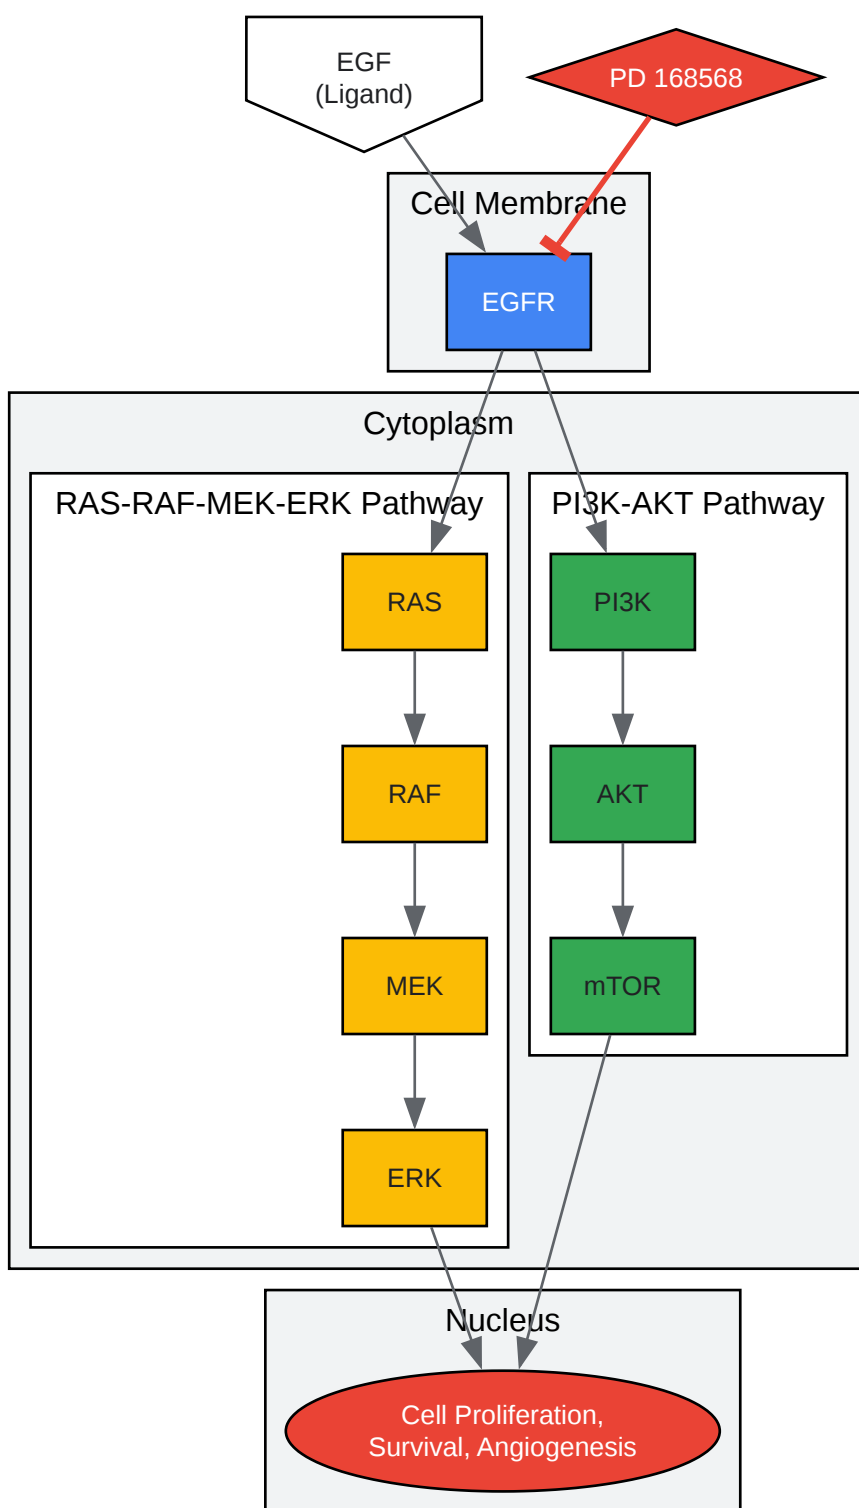 EGF
(Ligand)
PD 168568
Cell Membrane
EGFR
Cytoplasm
RAS-RAF-MEK-ERK Pathway
PI3K-AKT Pathway
RAS
PI3K
RAF
AKT
MEK
mTOR
ERK
Nucleus
Cell Proliferation,
Survival, Angiogenesis